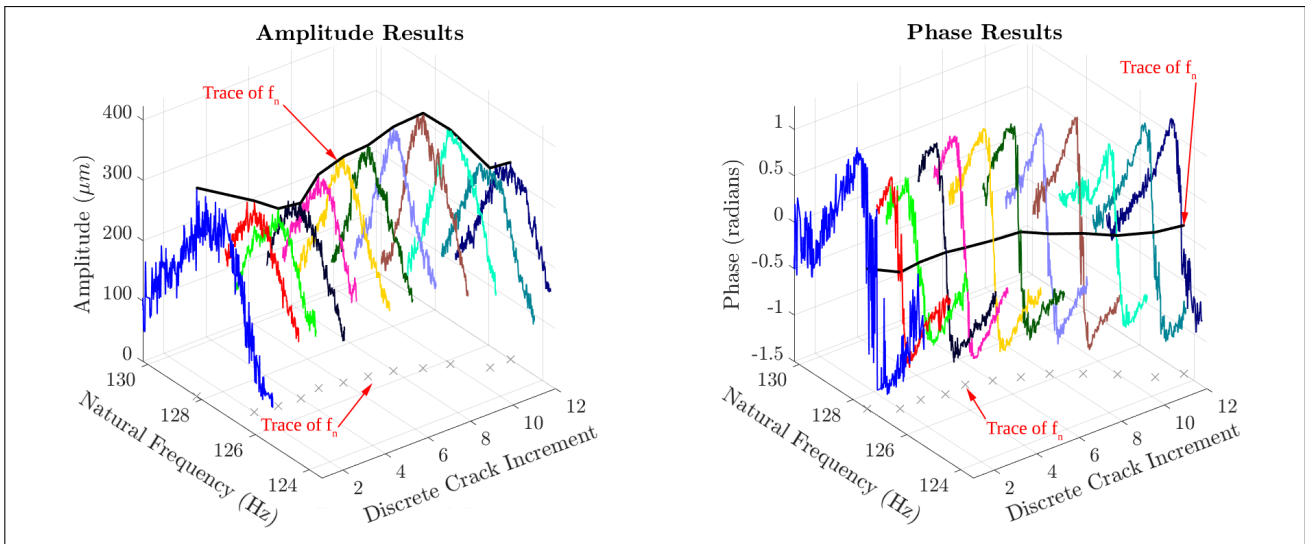 Amplitude Results
Trace of fn
400
300
200
100
0
Amplitude (μm)
130
128
126
124
Natural Frequency (Hz)
Trace of fn
2
4
6
8
10
12
Discrete Crack Increment
Phase Results
Trace of fn
1
0.5
0
-0.5
-1
-1.5
Phase (radians)
130
128
126
124
Natural Frequency (Hz)
Trace of fn
2
4
6
8
10
12
Discrete Crack Increment